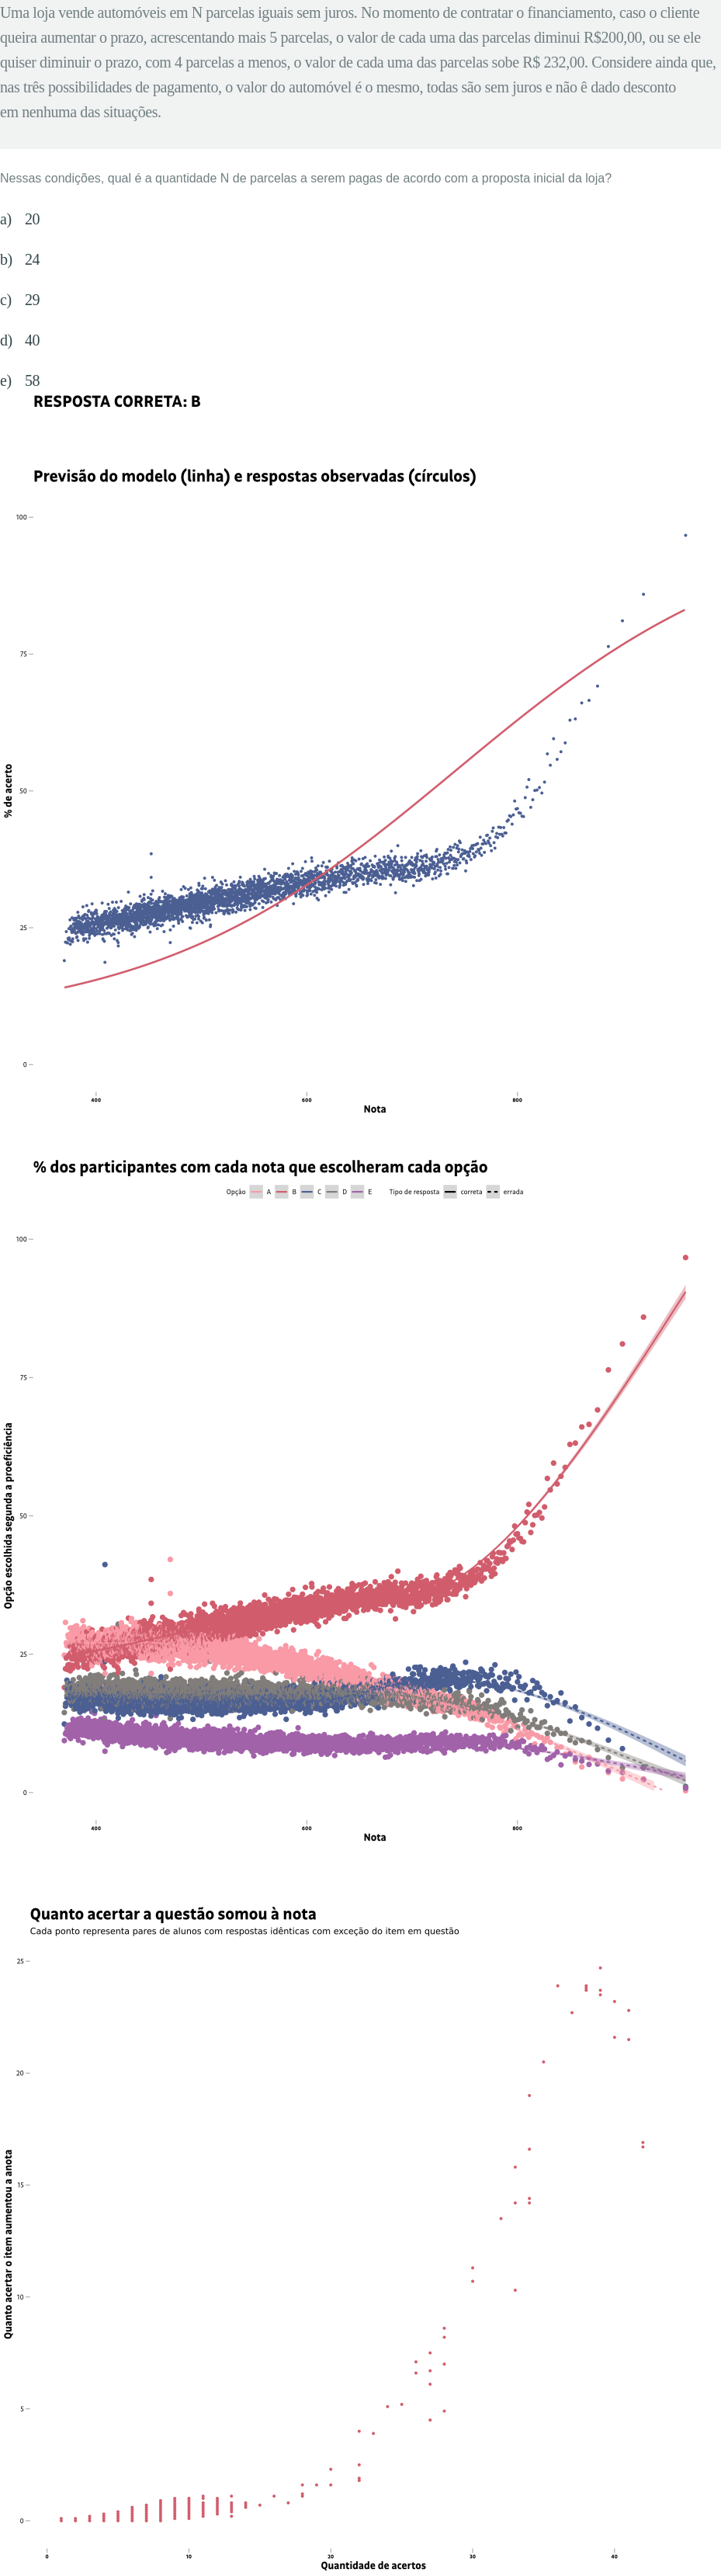 Uma loja vende automóveis em N parcelas iguais sem juros. No momento de contratar o financiamento, caso o cliente
queira aumentar o prazo, acrescentando mais 5 parcelas, o valor de cada uma das parcelas diminui R$200,00, ou se ele
quiser diminuir o prazo, com 4 parcelas a menos, o valor de cada uma das parcelas sobe R$ 232,00. Considere ainda que,
nas três possibilidades de pagamento, o valor do automóvel é o mesmo, todas são sem juros e não ê dado desconto
em nenhuma das situações.
Nessas condições, qual é a quantidade N de parcelas a serem pagas de acordo com a proposta inicial da loja?
a) 20
b) 24
c) 29
d) 40
e) 58
RESPOSTA CORRETA: B
Previsão do modelo (linha) e respostas observadas (círculos)
100
75
50
25
0
% de acerto
400 600 800
Nota
% dos participantes com cada nota que escolheram cada opção
Opção A B C D E Tipo de resposta correta errada
100
75
50
25
0
Opção escolhida segunda a proeficiência
400 600 800
Nota
Quanto acertar a questão somou à nota
Cada ponto representa pares de alunos com respostas idênticas com exceção do item em questão
25
20
15
10
5
0
Quanto acertar o item aumentou a anota
0 10 20 30 40
Quantidade de acertos